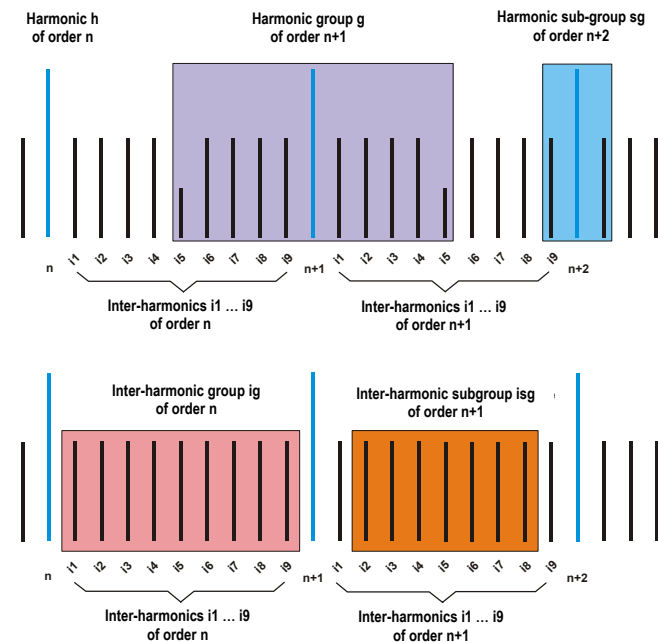 Harmonic h
of order n
Harmonic group g
of order n+1
Harmonic sub-group sg
of order n+2
n i1 i2 i3 i4 i5 i6 i7 i8 i9 n+1 i1 i2 i3 i4 i5 i6 i7 i8 i9 n+2
Inter-harmonics i1 … i9
of order n
Inter-harmonics i1 … i9
of order n+1
Inter-harmonic group ig
of order n
Inter-harmonic subgroup isg
of order n+1
n i1 i2 i3 i4 i5 i6 i7 i8 i9 n+1 i1 i2 i3 i4 i5 i6 i7 i8 i9 n+2
Inter-harmonics i1 … i9
of order n
Inter-harmonics i1 … i9
of order n+1